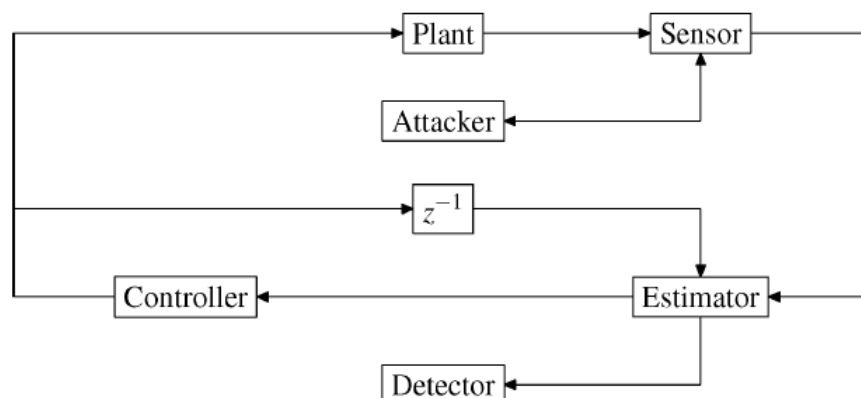 Plant
Sensor
Attacker
z⁻¹
Controller
Estimator
Detector